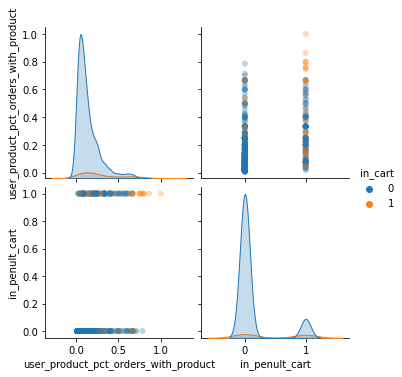 user_product_pct_orders_with_product
1.0
0.8
0.6
0.4
0.2
0.0
in_cart
0
1
in_penult_cart
1.0
0.8
0.6
0.4
0.2
0.0
0.0 0.5 1.0
user_product_pct_orders_with_product
0 1
in_penult_cart